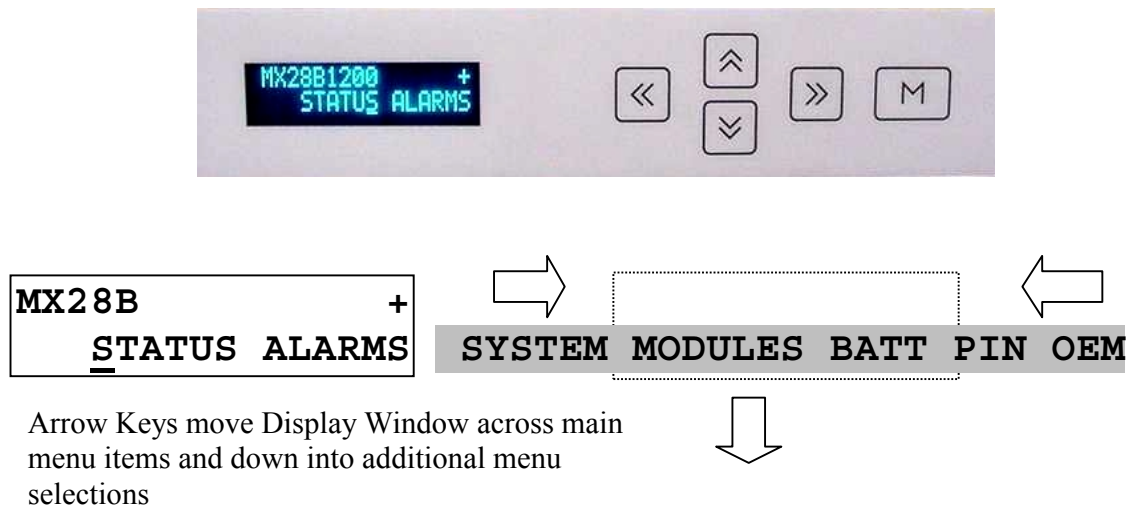 MX28B1200 +
STATUS ALARMS
« » M
MX28B +
STATUS ALARMS SYSTEM MODULES BATT PIN OEM
Arrow Keys move Display Window across main
menu items and down into additional menu
selections